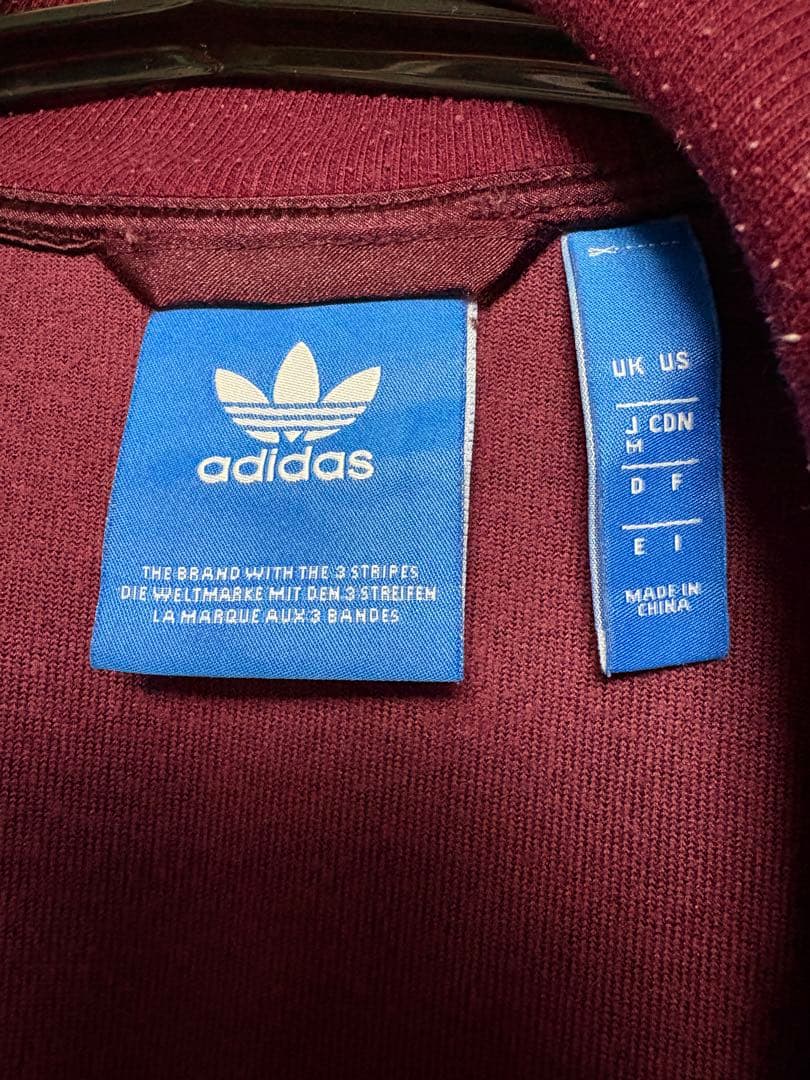 adidas
THE BRAND WITH THE 3 STRIPES
DIE WELTMARKE MIT DEN 3 STREIFEN
LA MARQUE AUX 3 BANDES
UK US
J CDN
M
D F
E I
MADE IN
CHINA